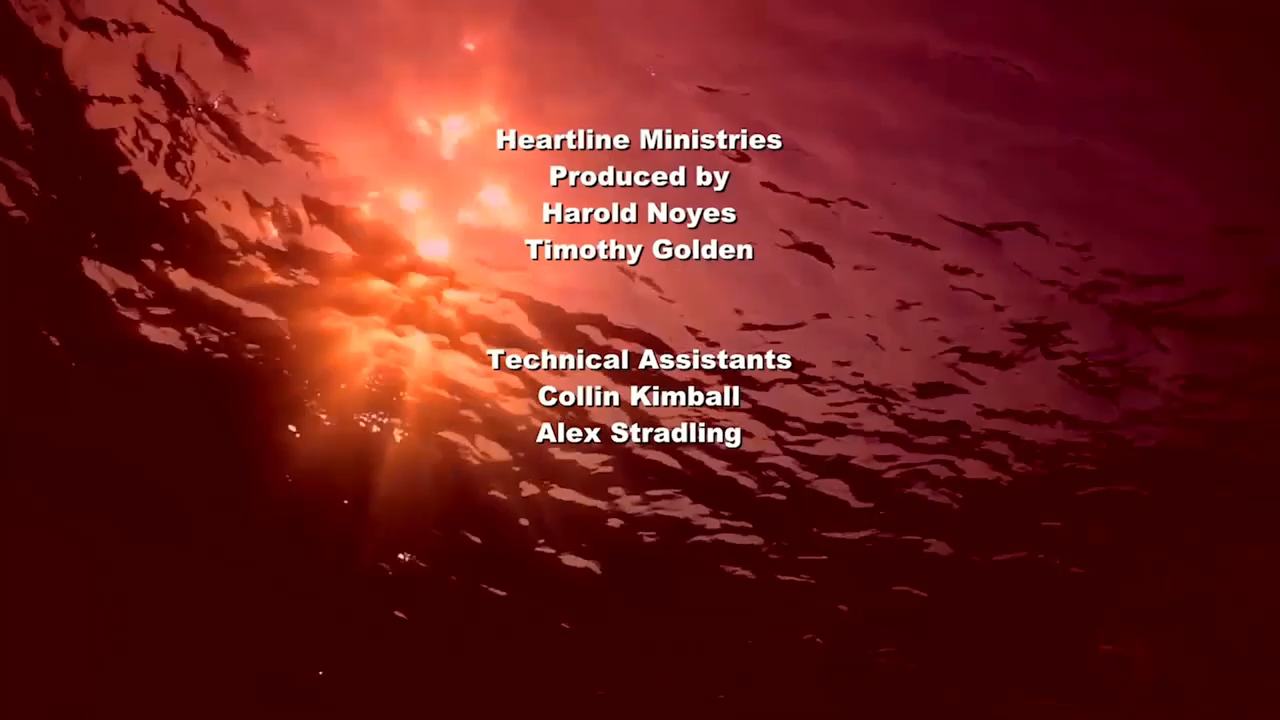 Heartline Ministries
Produced by
Harold Noyes
Timothy Golden
Technical Assistants
Collin Kimball
Alex Stradling